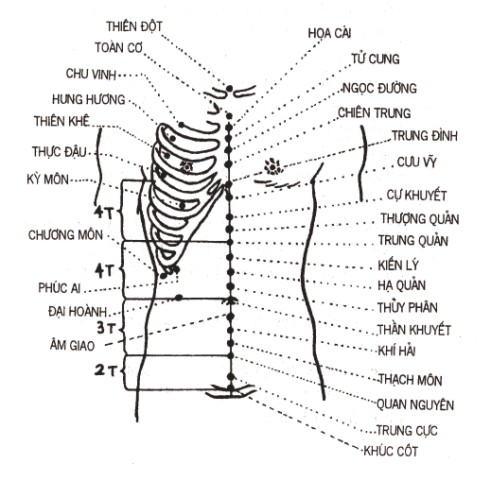 THIÊN ĐỘT
TOÀN CƠ
CHU VINH
HUNG HƯƠNG
THIÊN KHÊ
THỰC ĐẬU
KỲ MÔN
4T
CHƯƠNG MÔN
4T
PHÚC AI
ĐẠI HOÀNH
3T
ÂM GIAO
2T
HOA CÀI
TỬ CUNG
NGỌC ĐƯỜNG
CHIÊN TRUNG
TRUNG ĐÌNH
CƯU VỸ
CỰ KHUYẾT
THƯỢNG QUẢN
TRUNG QUẢN
KIẾN LÝ
HẠ QUẢN
THỦY PHÂN
THẦN KHUYẾT
KHÍ HẢI
THẠCH MÔN
QUAN NGUYÊN
TRUNG CỰC
KHÚC CỐT